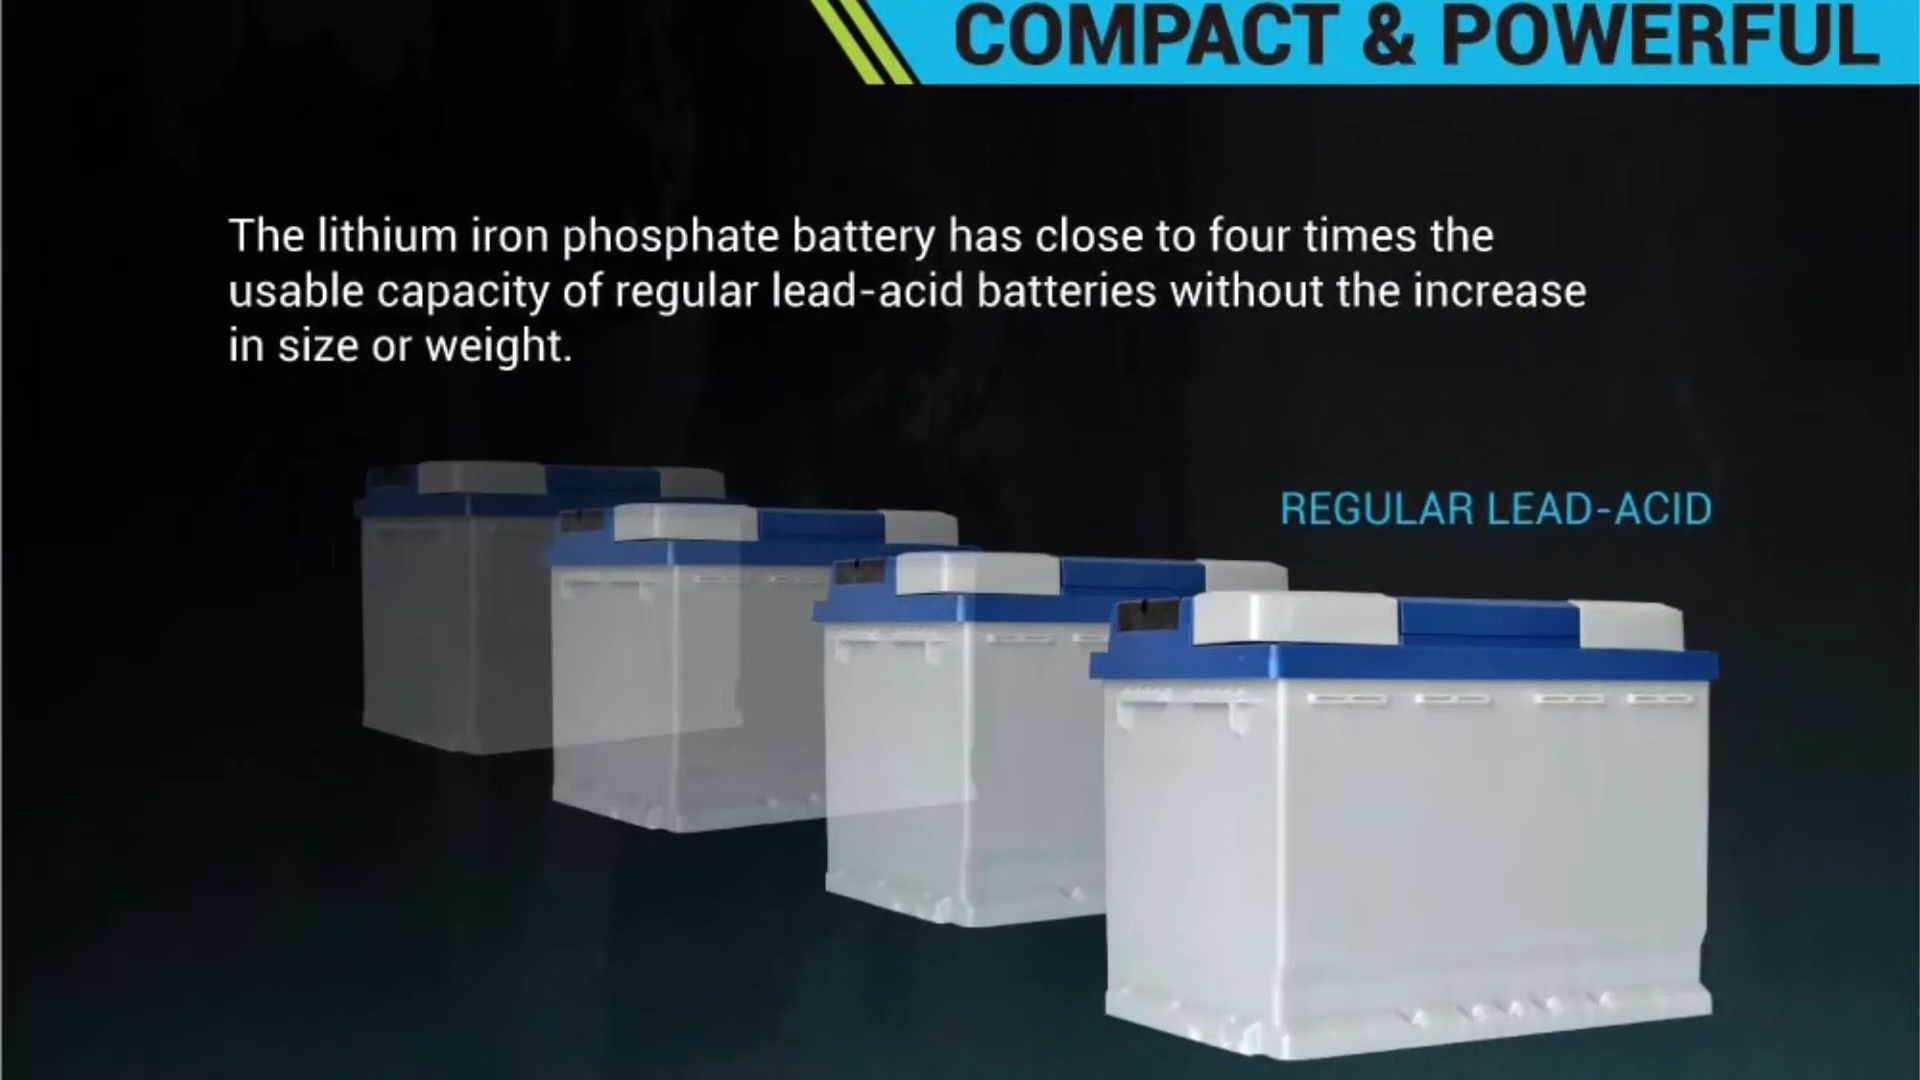 COMPACT & POWERFUL
The lithium iron phosphate battery has close to four times the
usable capacity of regular lead-acid batteries without the increase
in size or weight.
REGULAR LEAD-ACID